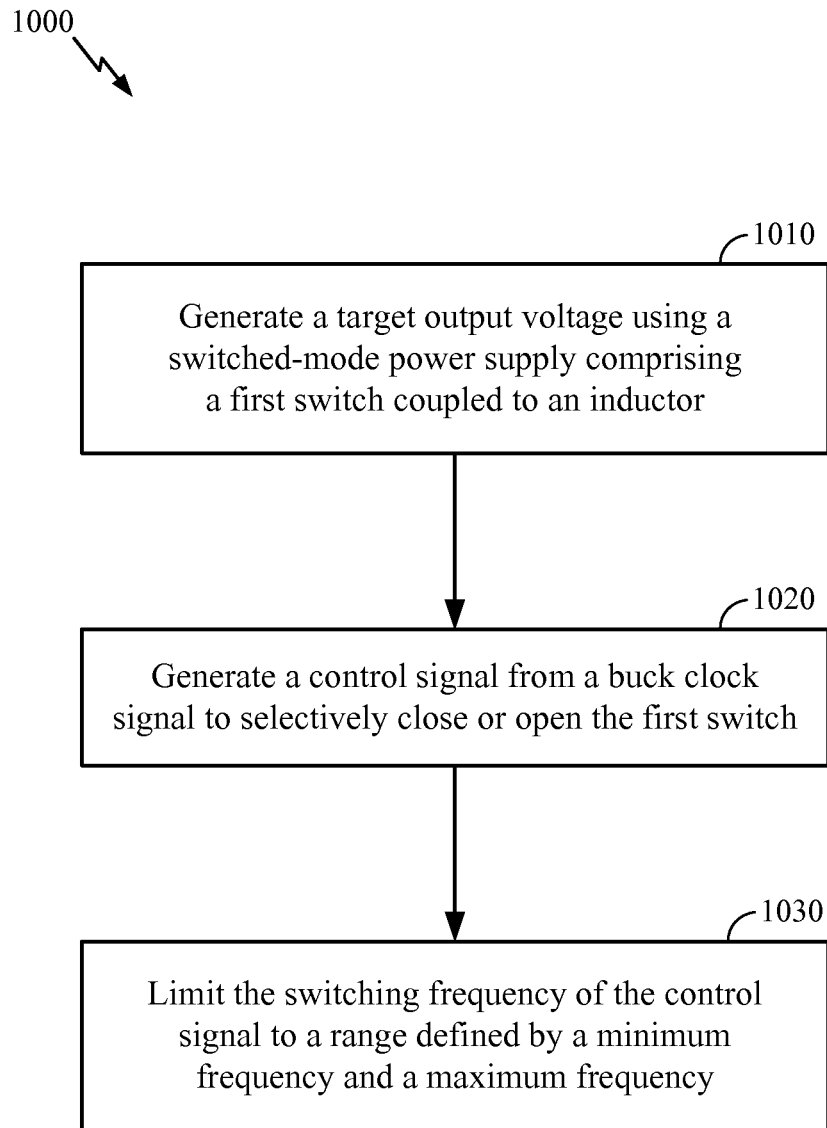 1000
1010
Generate a target output voltage using a
switched-mode power supply comprising
a first switch coupled to an inductor
1020
Generate a control signal from a buck clock
signal to selectively close or open the first switch
1030
Limit the switching frequency of the control
signal to a range defined by a minimum
frequency and a maximum frequency